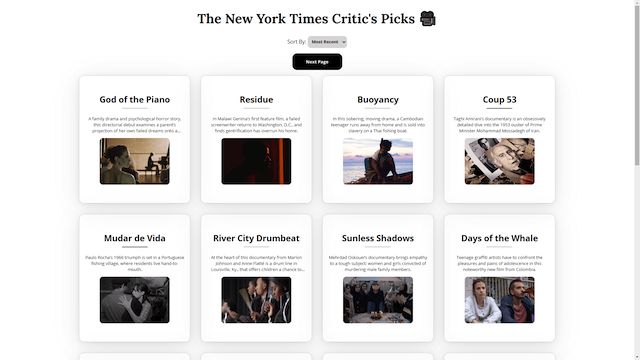 The New York Times Critic's Picks
Sort By: Most Recent
Next Page
God of the Piano
A family drama and psychological horror story,
this directorial debut examines a parent's
projection of her own failed dreams onto a...
Residue
In Malawi Gerima's first feature film, a failed
screenwriter returns to Washington, D.C., and
finds gentrification has overrun his home.
Buoyancy
In this sobering, moving drama, a Cambodian
teenager runs away from home and is sold into
slavery on a Thai fishing boat.
Coup 53
Taghi Amirani's documentary is an obsessively
detailed dive into the 1953 ouster of Prime
Minister Mohammad Mossadegh of Iran.
Mudar de Vida
Paulo Rocha's 1966 triumph is set in a Portuguese
fishing village, where residents live hand-to-
mouth.
River City Drumbeat
At the heart of this documentary from Marlon
Johnson and Anne Flatté is a drum line in
Louisville, Ky., that offers children a chance to...
Sunless Shadows
Mehrdad Oskouei's documentary brings empathy
to a tough subject: women and girls convicted of
murdering male family members.
Days of the Whale
Teenage graffiti artists have to confront the
pleasures and pains of adolescence in this
noteworthy new film from Colombia.